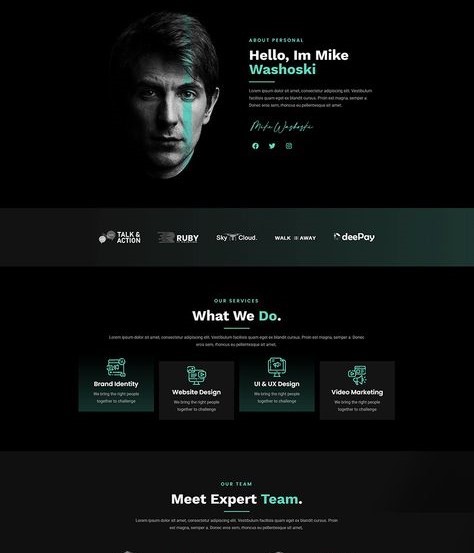 ABOUT PERSONAL
Hello, Im Mike
Washoski
Lorem ipsum dolor sit amet, consectetur adipiscing elit. Vestibulum
facilisis quam eget ex blandit cursus. Proin est magna, semper a
Orci downec sem, rhoncus eu pellentesque sit amet.
Mike Washoski
TALK &
ACTION
RUBY
Sky Cloud.
WALK AWAY
deePay
OUR SERVICES
What We Do.
Lorem ipsum dolor sit amet, consectetur adipiscing elit. Vestibulum facilisis quam eget ex blandit cursus. Proin est magna, semper a
orci sem, rhoncus eu pellentesque sit amet.
Brand Identity
We bring the right people
together to challenge
Website Design
We bring the right people
together to challenge
UI & UX Design
We bring the right people
together to challenge
Video Marketing
We bring the right people
together to challenge
OUR TEAM
Meet Expert Team.
Lorem ipsum dolor sit amet, consectetur adipiscing elit. Vestibulum facilisis quam eget ex blandit cursus. Proin
est magna, semper a orci sem, rhoncus eu pellentesque sit amet.